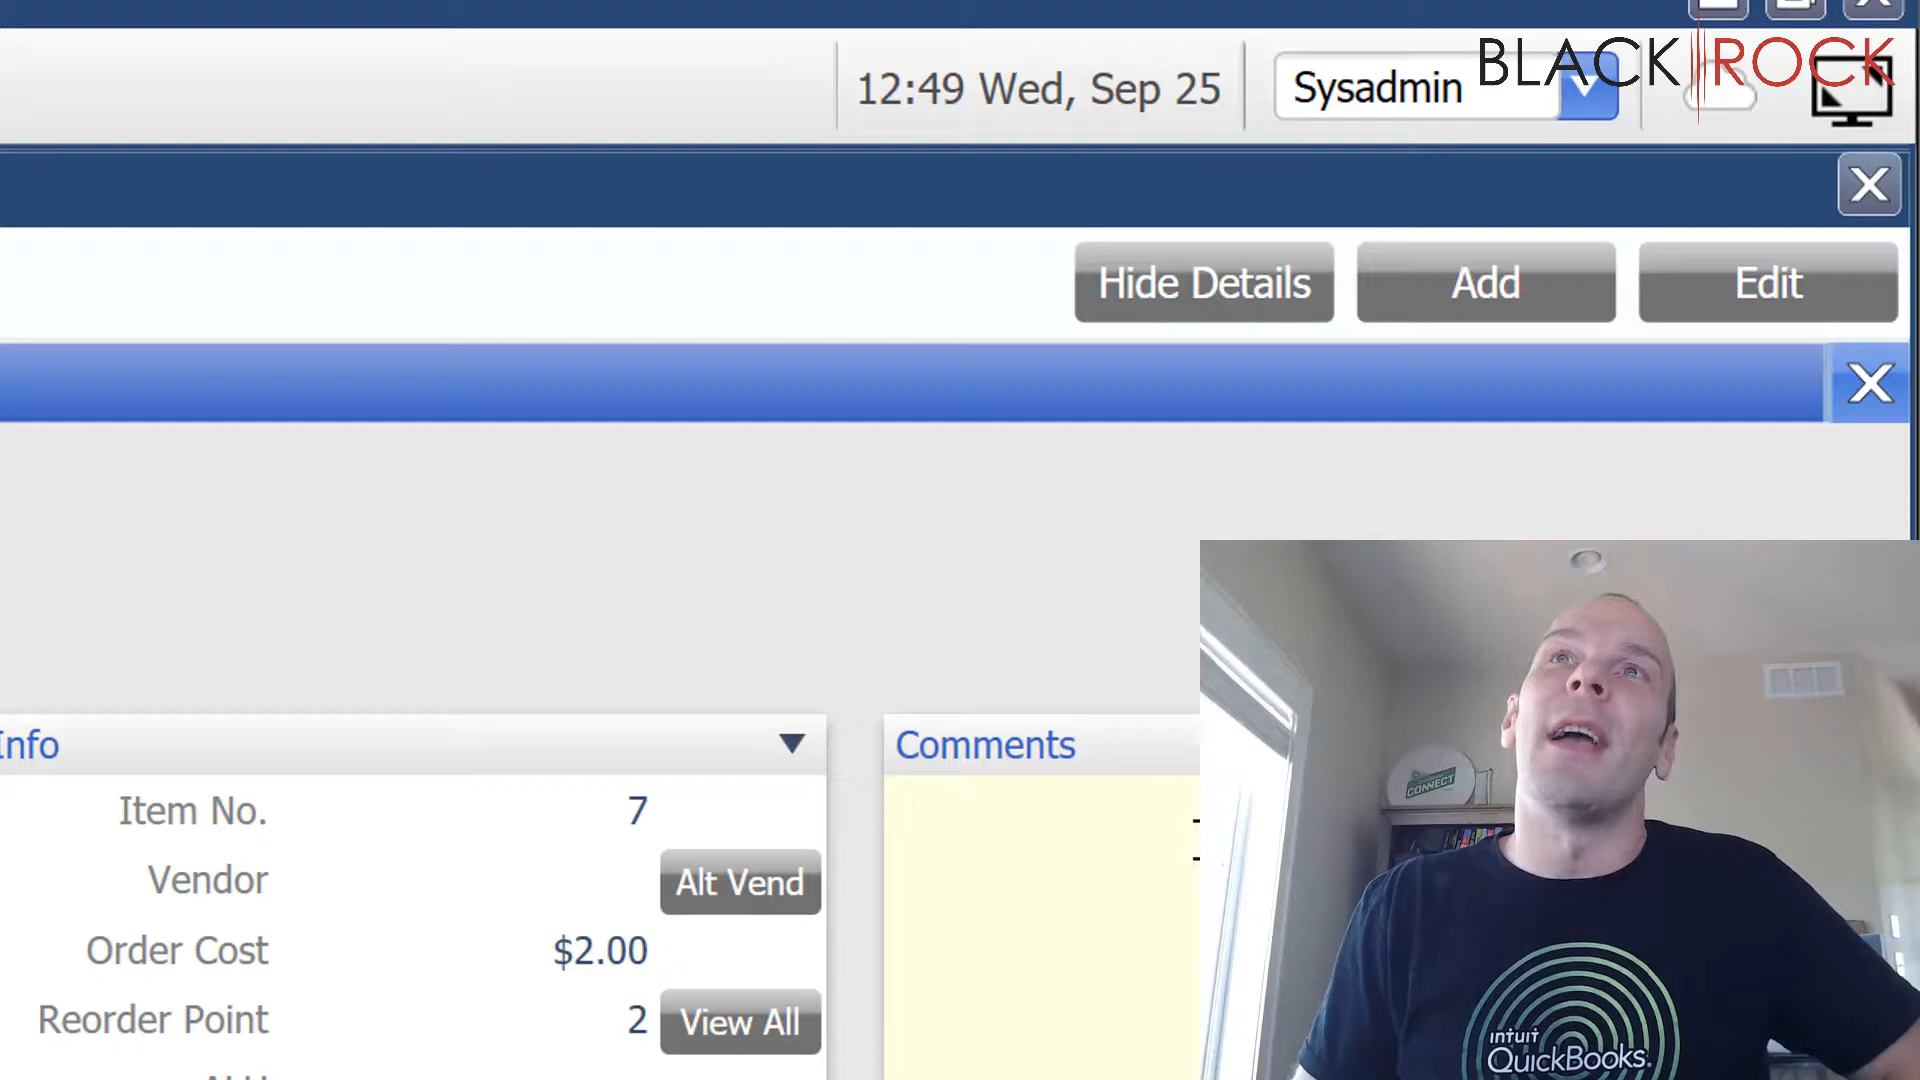 BLACK ROCK
12:49 Wed, Sep 25
Sysadmin
Hide Details
Add
Edit
Info
Comments
Item No. 7
Vendor
Alt Vend
Order Cost $2.00
Reorder Point 2
View All
CONNECT
intuit
QuickBooks.